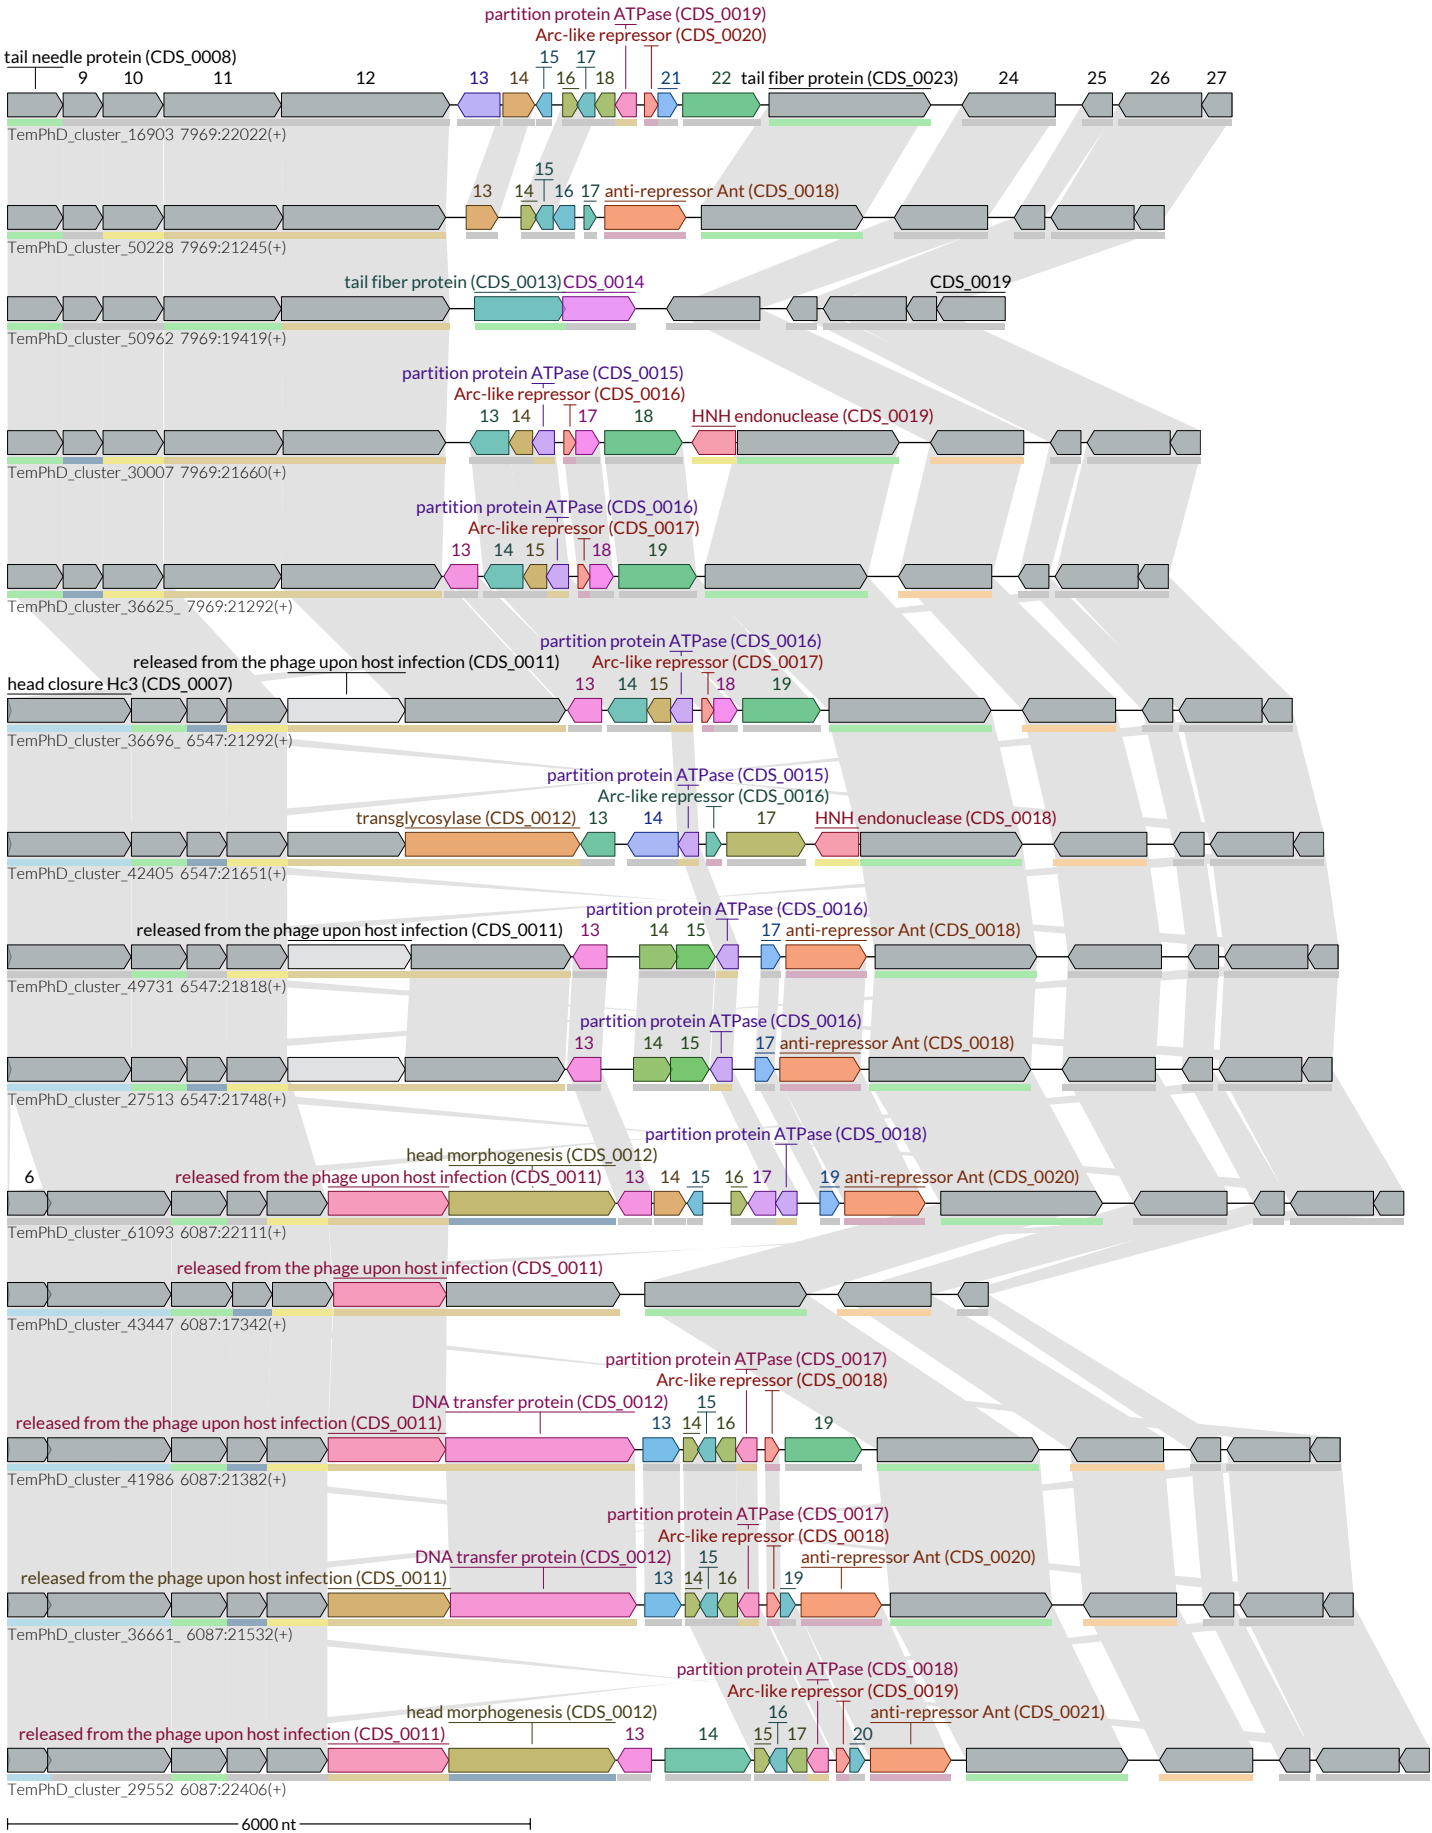 partition protein ATPase (CDS_0019)
Arc-like repressor (CDS_0020)
tail needle protein (CDS_0008)
15 17
9 10 11 12 13 14 16 18 21 22 tail fiber protein (CDS_0023) 24 25 26 27
TemPhD_cluster_16903 7969:22022(+)
15
13 14 16 17 anti-repressor Ant (CDS_0018)
TemPhD_cluster_50228 7969:21245(+)
tail fiber protein (CDS_0013) CDS_0014 CDS_0019
TemPhD_cluster_50962 7969:19419(+)
partition protein ATPase (CDS_0015)
Arc-like repressor (CDS_0016)
13 14 17 18 HNH endonuclease (CDS_0019)
TemPhD_cluster_30007 7969:21660(+)
partition protein ATPase (CDS_0016)
Arc-like repressor (CDS_0017)
13 14 15 18 19
TemPhD_cluster_36625_ 7969:21292(+)
partition protein ATPase (CDS_0016)
released from the phage upon host infection (CDS_0011) Arc-like repressor (CDS_0017)
head closure Hc3 (CDS_0007) 13 14 15 18 19
TemPhD_cluster_36696_ 6547:21292(+)
partition protein ATPase (CDS_0015)
Arc-like repressor (CDS_0016)
transglycosylase (CDS_0012) 13 14 17 HNH endonuclease (CDS_0018)
TemPhD_cluster_42405 6547:21651(+)
partition protein ATPase (CDS_0016)
released from the phage upon host infection (CDS_0011) 13 14 15 17 anti-repressor Ant (CDS_0018)
TemPhD_cluster_49731 6547:21818(+)
partition protein ATPase (CDS_0016)
13 14 15 17 anti-repressor Ant (CDS_0018)
TemPhD_cluster_27513 6547:21748(+)
partition protein ATPase (CDS_0018)
head morphogenesis (CDS_0012)
6 released from the phage upon host infection (CDS_0011) 13 14 15 16 17 19 anti-repressor Ant (CDS_0020)
TemPhD_cluster_61093 6087:22111(+)
released from the phage upon host infection (CDS_0011)
TemPhD_cluster_43447 6087:17342(+)
partition protein ATPase (CDS_0017)
Arc-like repressor (CDS_0018)
DNA transfer protein (CDS_0012) 15
released from the phage upon host infection (CDS_0011) 13 14 16 19
TemPhD_cluster_41986 6087:21382(+)
partition protein ATPase (CDS_0017)
Arc-like repressor (CDS_0018)
DNA transfer protein (CDS_0012) 15 anti-repressor Ant (CDS_0020)
released from the phage upon host infection (CDS_0011) 13 14 16 19
TemPhD_cluster_36661_ 6087:21532(+)
partition protein ATPase (CDS_0018)
Arc-like repressor (CDS_0019)
head morphogenesis (CDS_0012) 16 anti-repressor Ant (CDS_0021)
released from the phage upon host infection (CDS_0011) 13 14 15 17 20
TemPhD_cluster_29552 6087:22406(+)
6000 nt